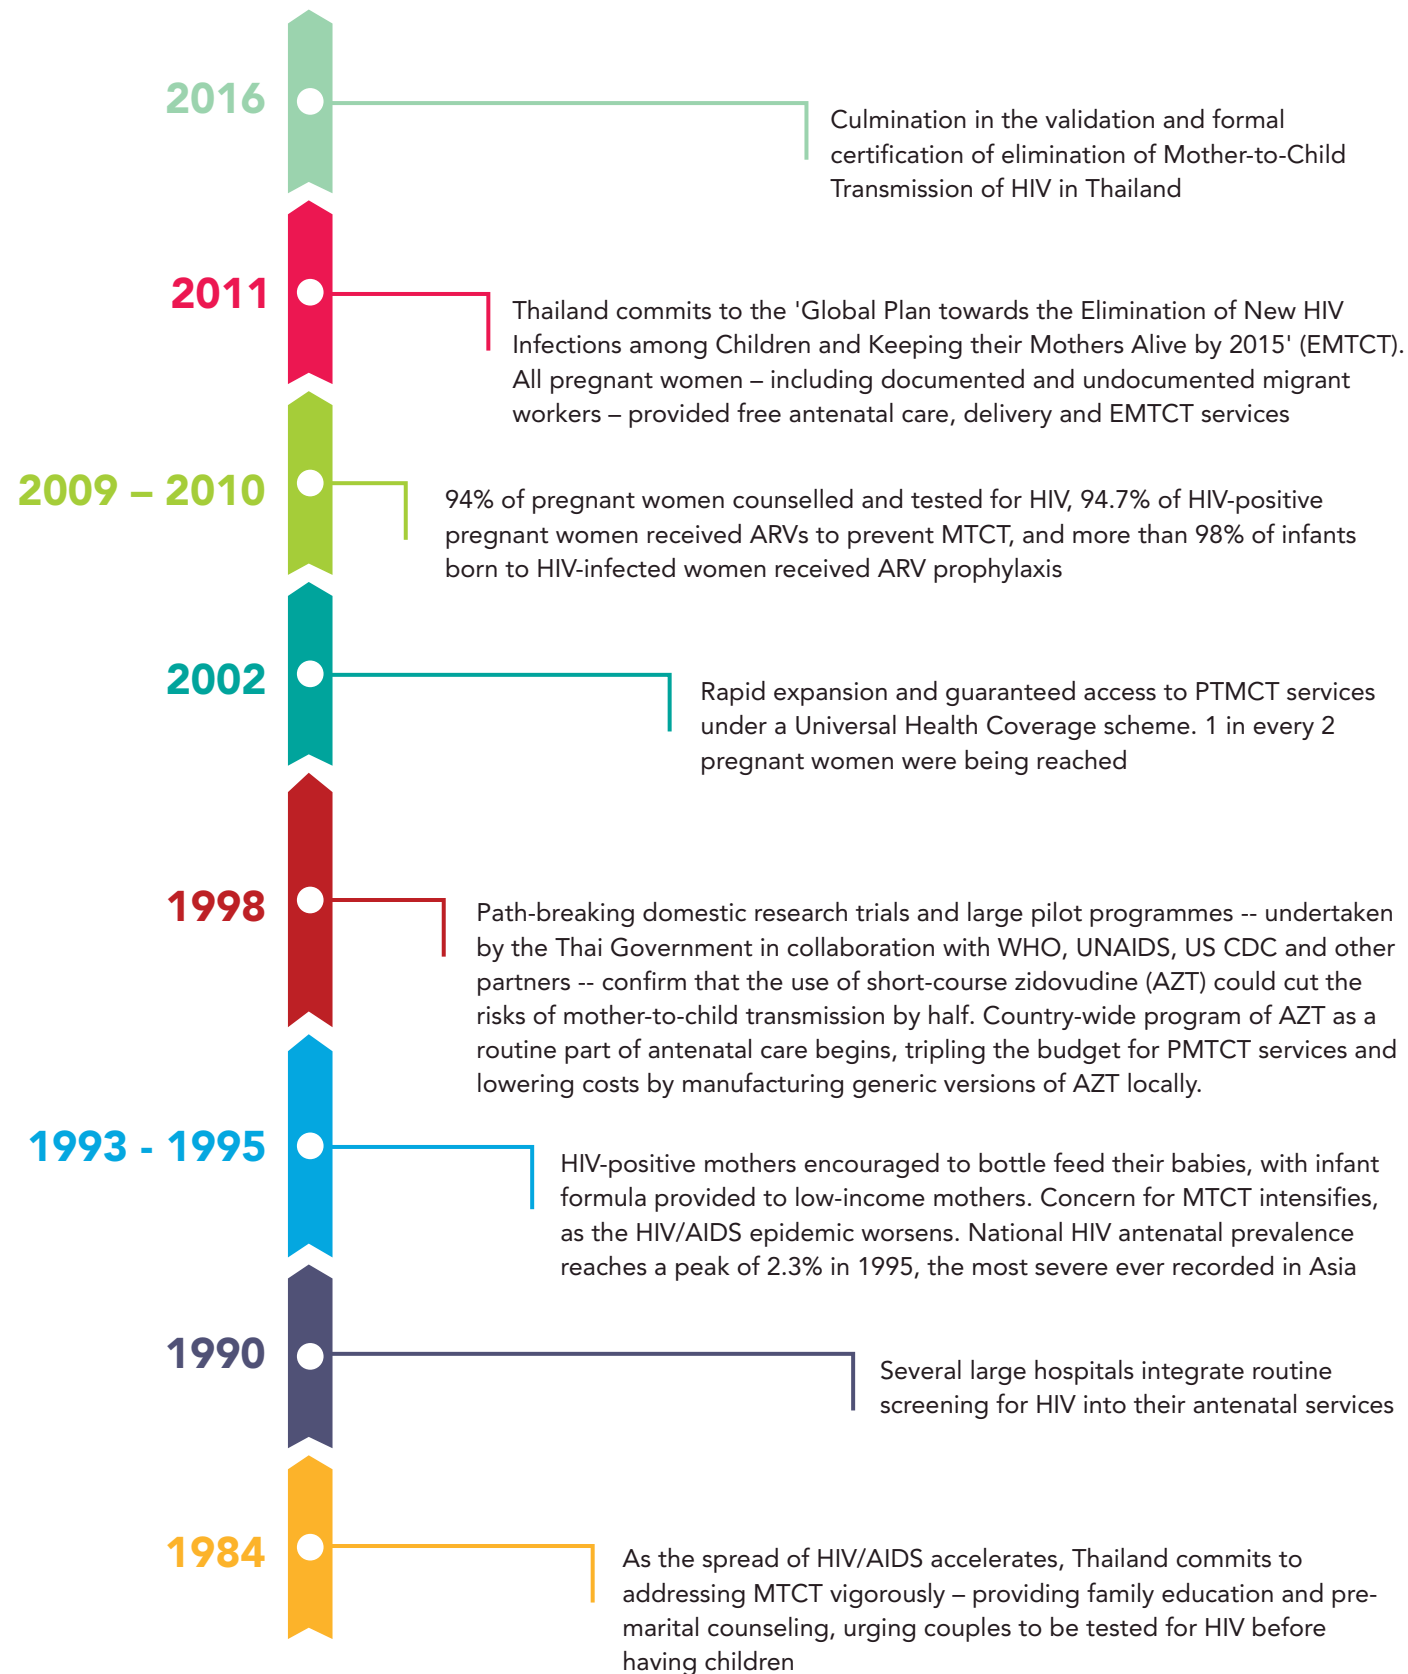 2016
Culmination in the validation and formal
certification of elimination of Mother-to-Child
Transmission of HIV in Thailand
2011
Thailand commits to the 'Global Plan towards the Elimination of New HIV
Infections among Children and Keeping their Mothers Alive by 2015' (EMTCT).
All pregnant women – including documented and undocumented migrant
workers – provided free antenatal care, delivery and EMTCT services
2009 – 2010
94% of pregnant women counselled and tested for HIV, 94.7% of HIV-positive
pregnant women received ARVs to prevent MTCT, and more than 98% of infants
born to HIV-infected women received ARV prophylaxis
2002
Rapid expansion and guaranteed access to PTMCT services
under a Universal Health Coverage scheme. 1 in every 2
pregnant women were being reached
1998
Path-breaking domestic research trials and large pilot programmes -- undertaken
by the Thai Government in collaboration with WHO, UNAIDS, US CDC and other
partners -- confirm that the use of short-course zidovudine (AZT) could cut the
risks of mother-to-child transmission by half. Country-wide program of AZT as a
routine part of antenatal care begins, tripling the budget for PMTCT services and
lowering costs by manufacturing generic versions of AZT locally.
1993 - 1995
HIV-positive mothers encouraged to bottle feed their babies, with infant
formula provided to low-income mothers. Concern for MTCT intensifies,
as the HIV/AIDS epidemic worsens. National HIV antenatal prevalence
reaches a peak of 2.3% in 1995, the most severe ever recorded in Asia
1990
Several large hospitals integrate routine
screening for HIV into their antenatal services
1984
As the spread of HIV/AIDS accelerates, Thailand commits to
addressing MTCT vigorously – providing family education and pre-
marital counseling, urging couples to be tested for HIV before
having children